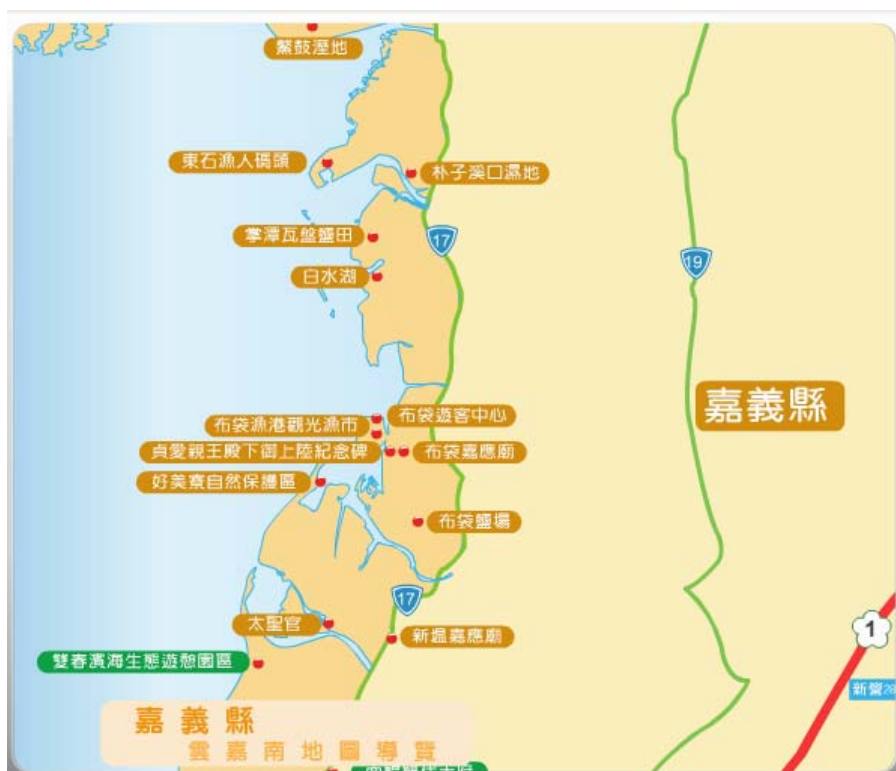 鰲鼓溼地
東石漁人碼頭
朴子溪口濕地
掌潭瓦盤鹽田
17
白水湖
19
嘉義縣
布袋遊客中心
布袋漁港觀光漁市
貞愛親王殿下御上陸紀念碑
布袋嘉應廟
好美寮自然保護區
布袋鹽場
17
太聖宮
新塭嘉應廟
1
雙春濱海生態遊憩園區
新營28
嘉義縣
雲嘉南地圖導覽